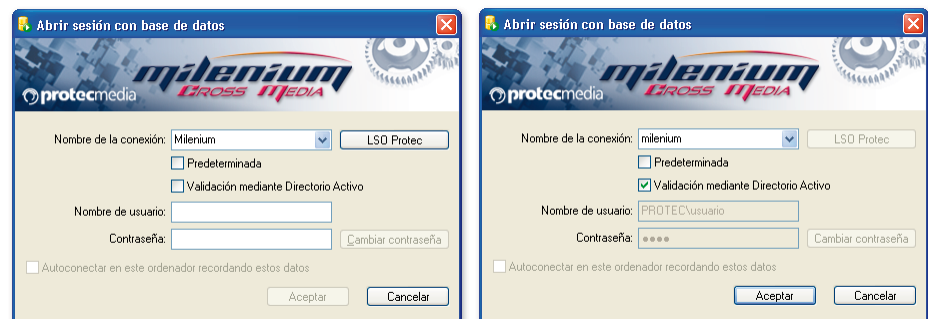 Abrir sesión con base de datos
milenium
CROSS MEDIA
protecmedia
Nombre de la conexión: Milenium LSO Protec
Predeterminada
Validación mediante Directorio Activo
Nombre de usuario:
Contraseña: Cambiar contraseña
Autoconectar en este ordenador recordando estos datos
Aceptar Cancelar
Abrir sesión con base de datos
milenium
CROSS MEDIA
protecmedia
Nombre de la conexión: milenium LSO Protec
Predeterminada
Validación mediante Directorio Activo
Nombre de usuario: PROTEC\usuario
Contraseña: ●●●● Cambiar contraseña
Autoconectar en este ordenador recordando estos datos
Aceptar Cancelar